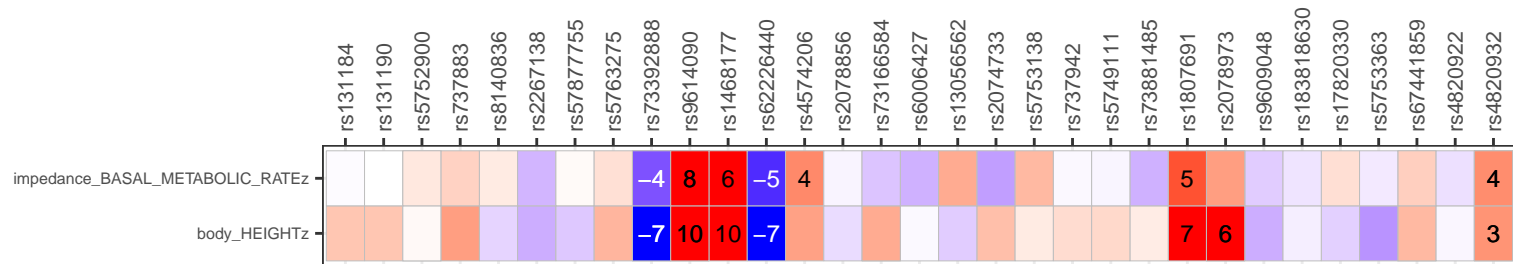 rs131184
rs131190
rs5752900
rs737883
rs8140836
rs2267138
rs57877755
rs5763275
rs73392888
rs9614090
rs1468177
rs62226440
rs4574206
rs2078856
rs73166584
rs6006427
rs13056562
rs2074733
rs5753138
rs737942
rs5749111
rs73881485
rs1807691
rs2078973
rs9609048
rs183818630
rs17820330
rs5753363
rs67441859
rs4820922
rs4820932
impedance_BASAL_METABOLIC_RATEz −4 8 6 −5 4 5 4
body_HEIGHTz −7 10 10 −7 7 6 3